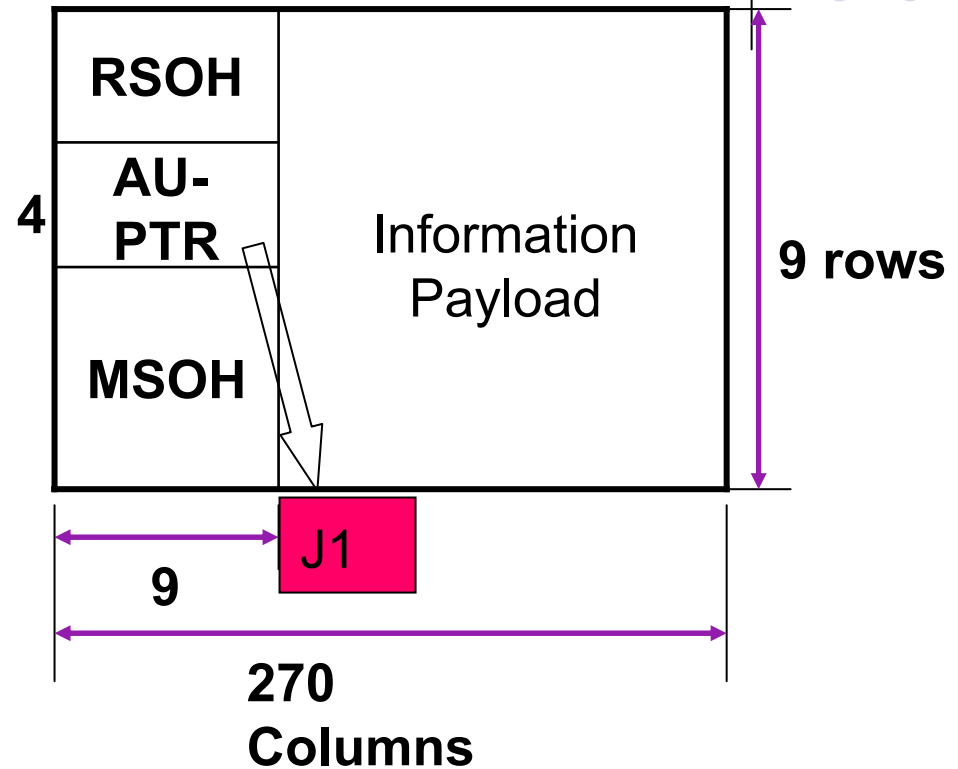 RSOH
AU-
PTR
4
Information
Payload
9 rows
MSOH
J1
9
270
Columns